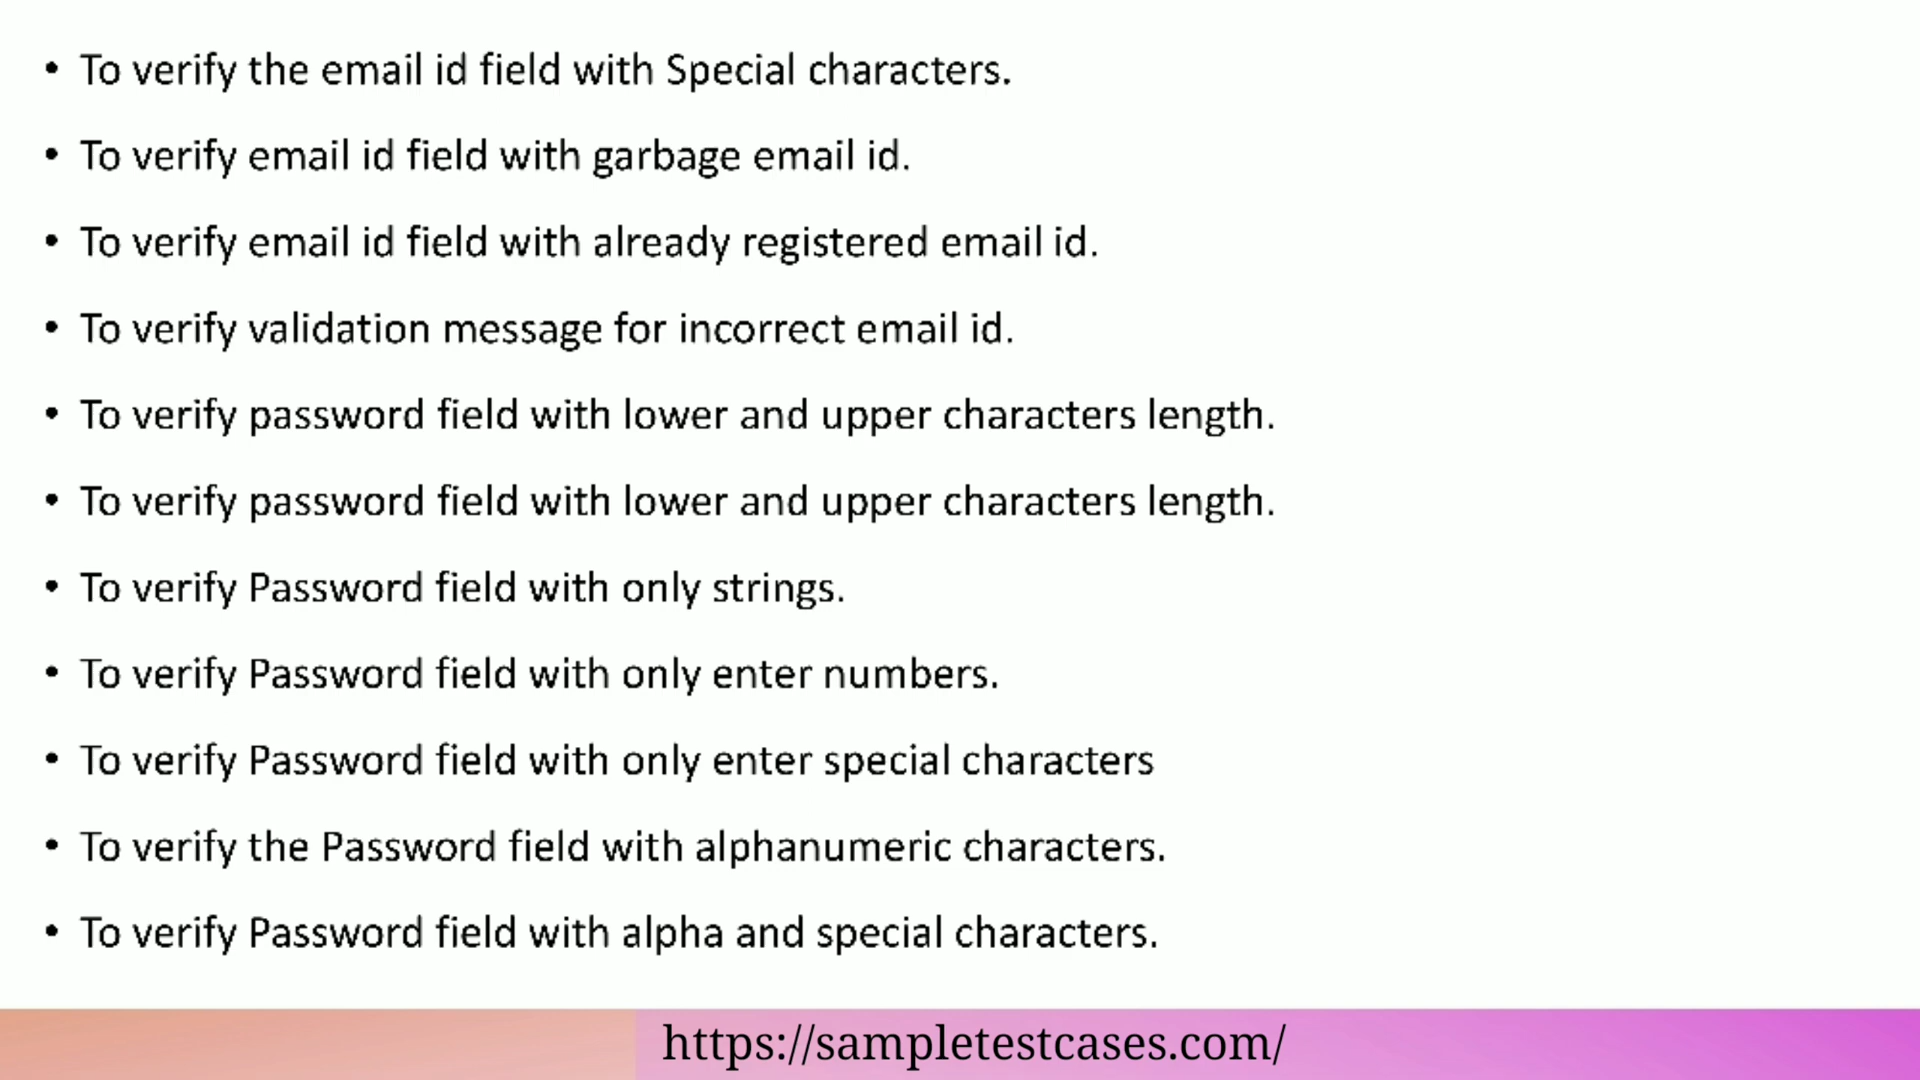 • To verify the email id field with Special characters.
• To verify email id field with garbage email id.
• To verify email id field with already registered email id.
• To verify validation message for incorrect email id.
• To verify password field with lower and upper characters length.
• To verify password field with lower and upper characters length.
• To verify Password field with only strings.
• To verify Password field with only enter numbers.
• To verify Password field with only enter special characters
• To verify the Password field with alphanumeric characters.
• To verify Password field with alpha and special characters.
https://sampletestcases.com/